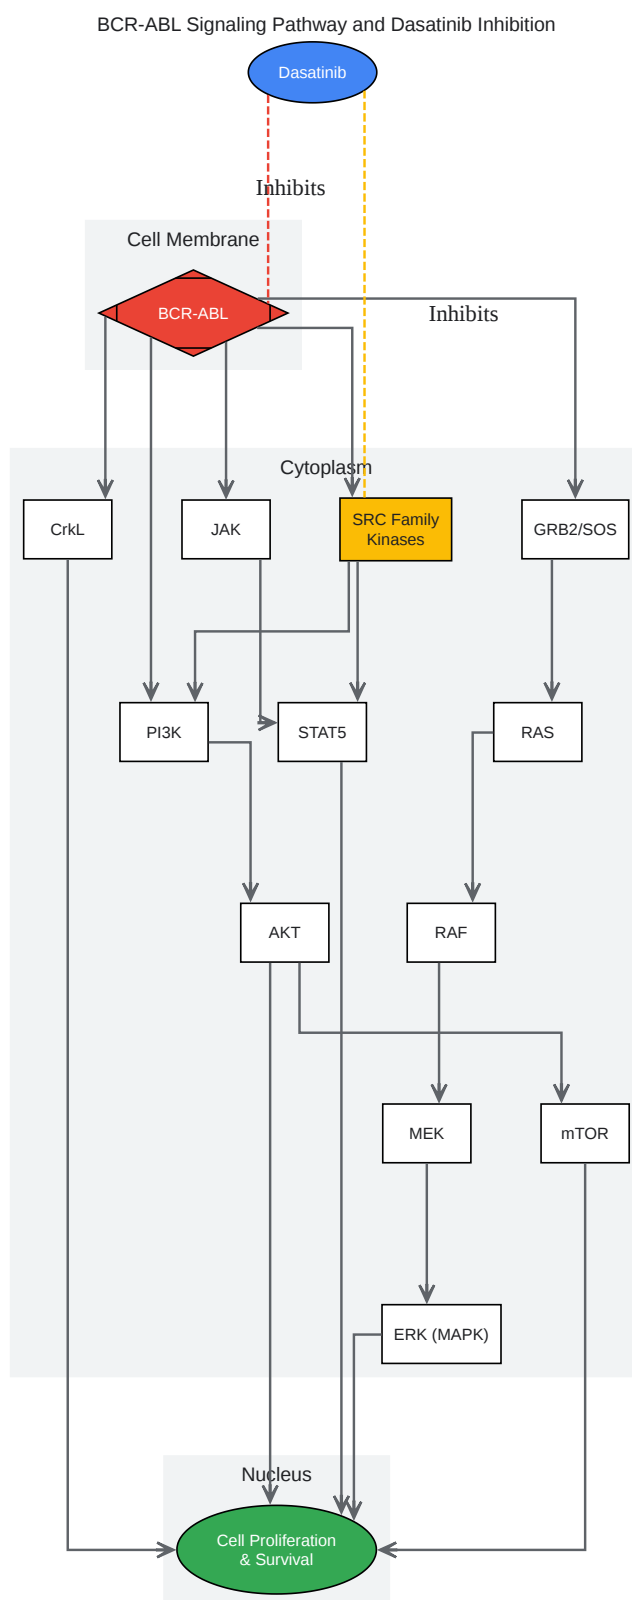 BCR-ABL Signaling Pathway and Dasatinib Inhibition
Dasatinib
Inhibits
Cell Membrane
BCR-ABL
Inhibits
Cytoplasm
CrkL
JAK
SRC Family
Kinases
GRB2/SOS
PI3K
STAT5
RAS
AKT
RAF
MEK
mTOR
ERK (MAPK)
Nucleus
Cell Proliferation
& Survival